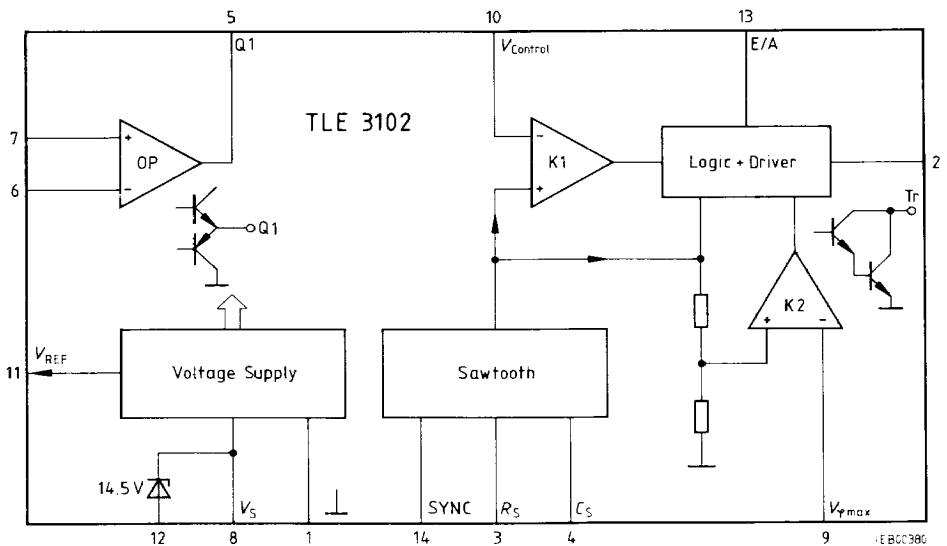 5 10 13
Q1 VControl E/A
TLE 3102
7 + OP
6 −
− K1 +
Logic + Driver 2
Q1
Tr
K2
+ −
VREF
11
Voltage Supply
Sawtooth
14.5 V
VS SYNC RS CS Vφmax
12 8 1 14 3 4 9
IEB00380